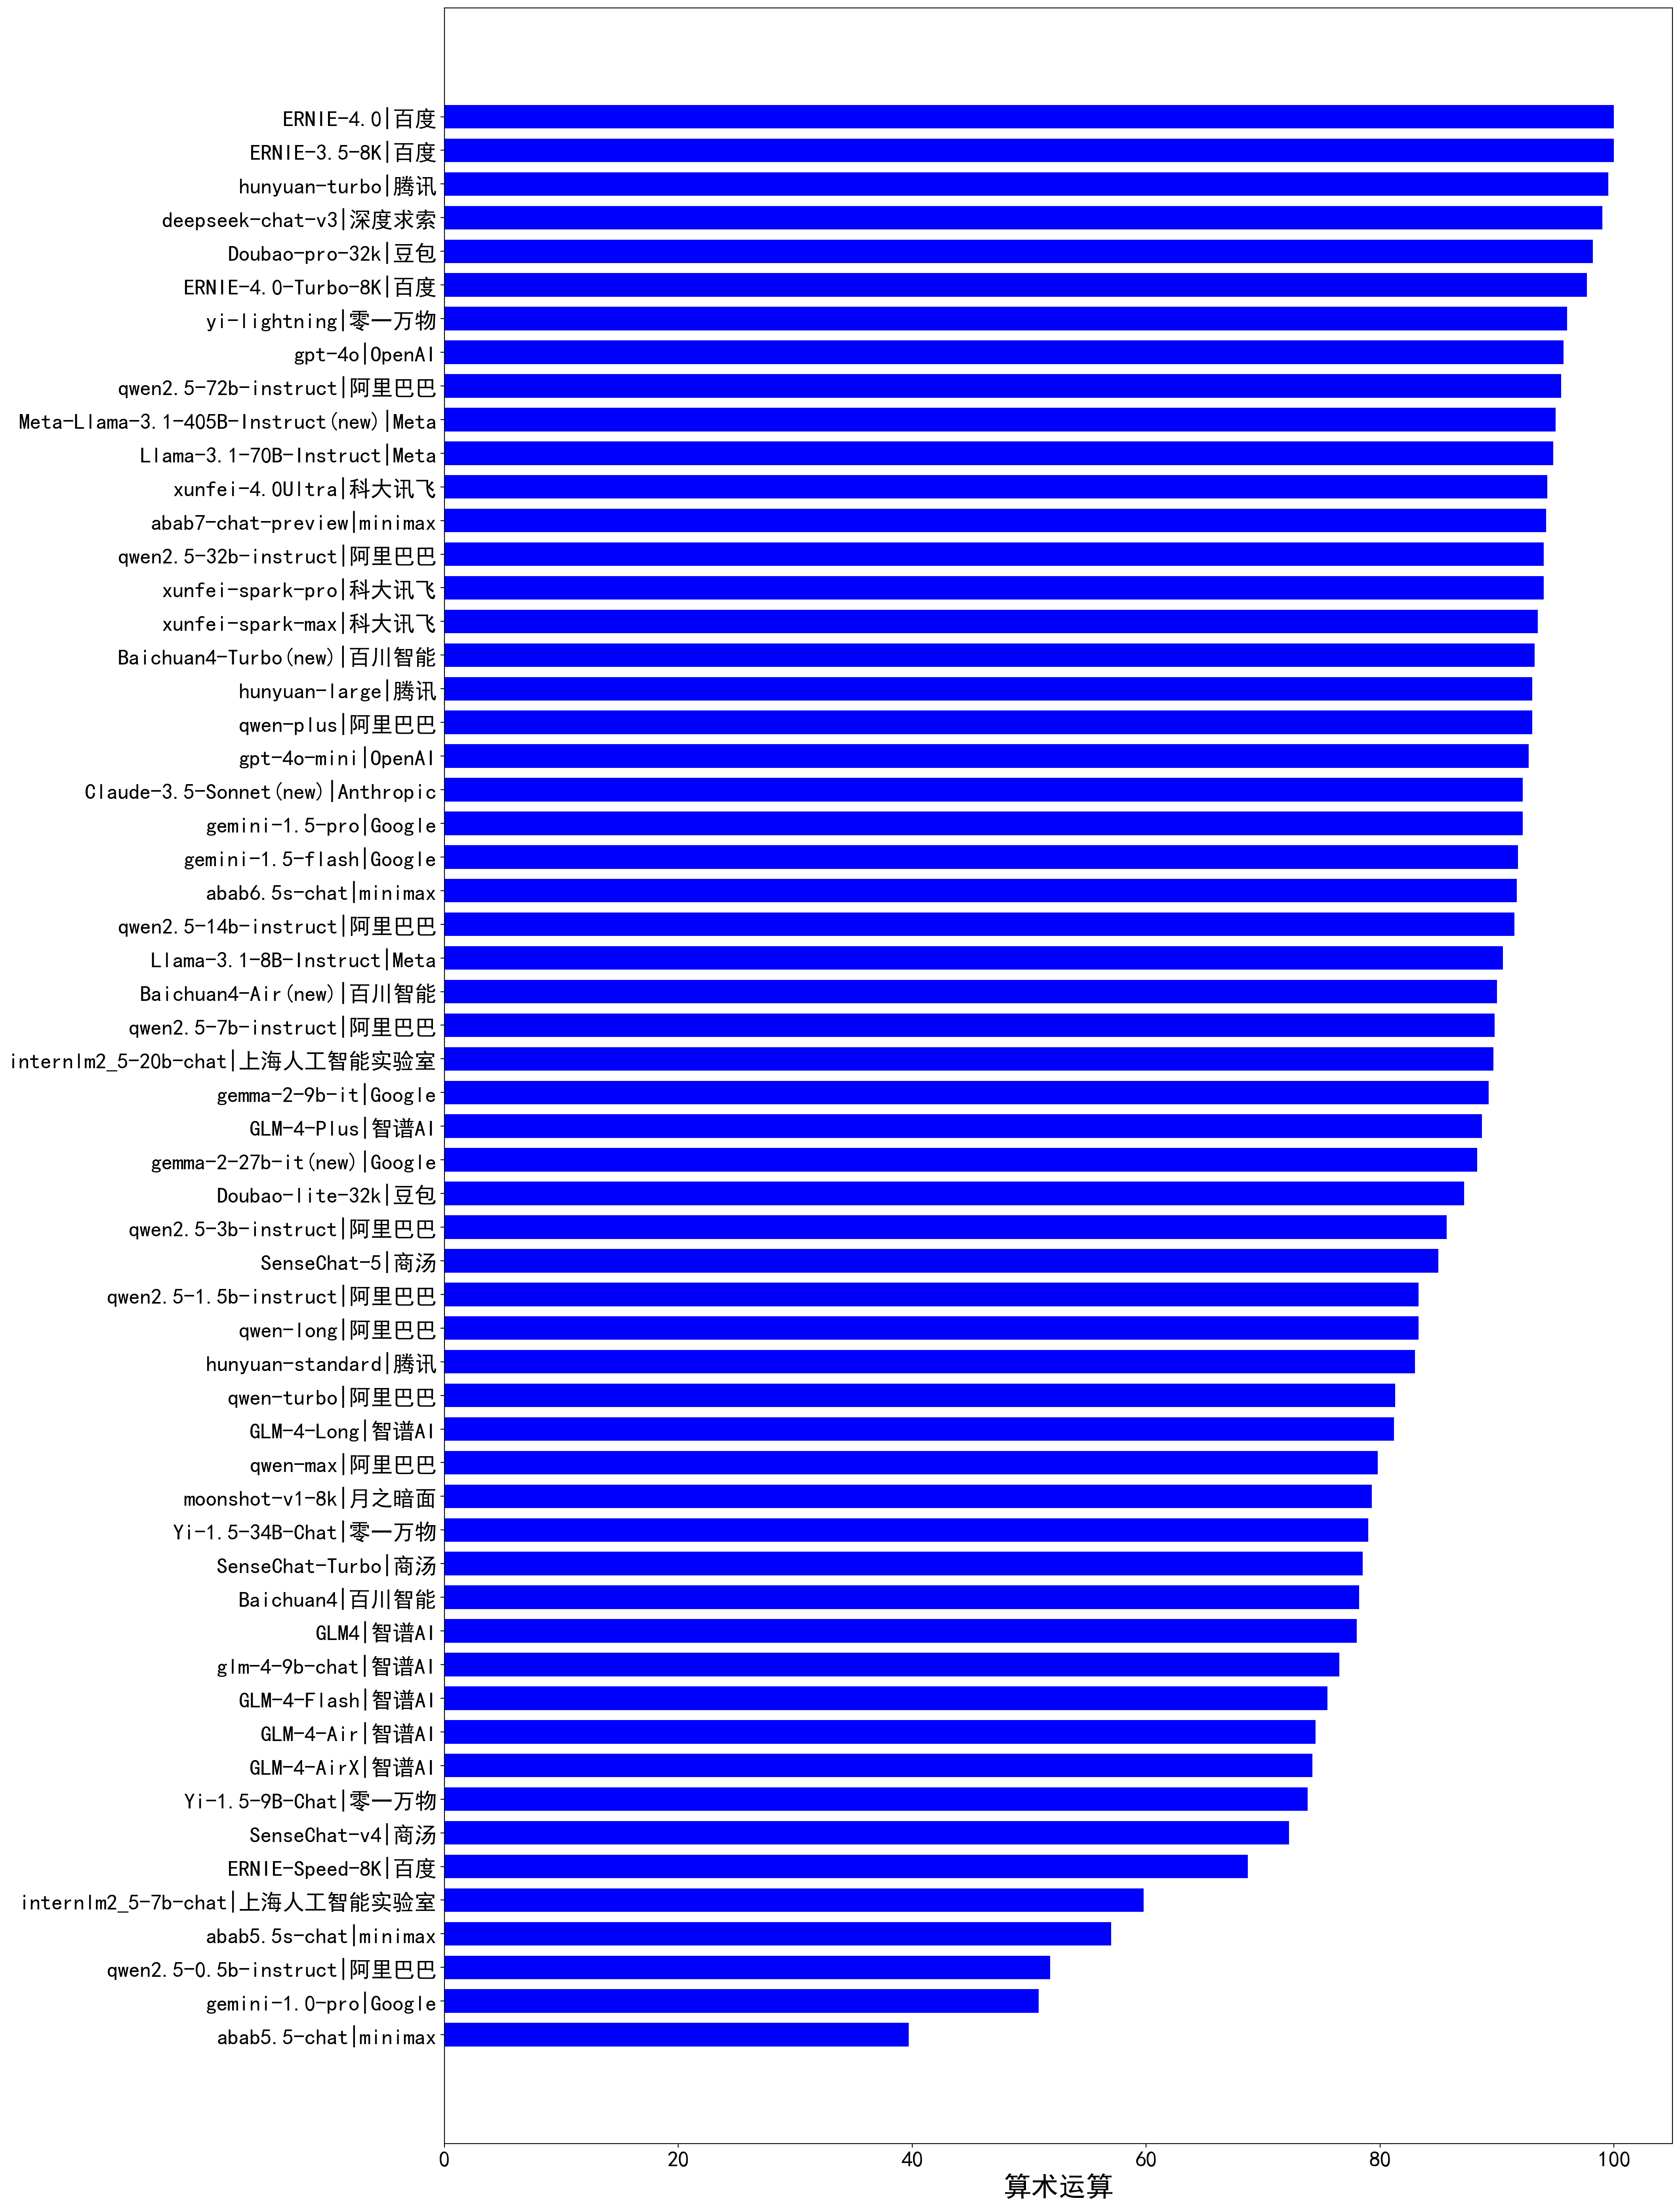 ERNIE-4.0|百度
ERNIE-3.5-8K|百度
hunyuan-turbo|腾讯
deepseek-chat-v3|深度求索
Doubao-pro-32k|豆包
ERNIE-4.0-Turbo-8K|百度
yi-lightning|零一万物
gpt-4o|OpenAI
qwen2.5-72b-instruct|阿里巴巴
Meta-Llama-3.1-405B-Instruct(new)|Meta
Llama-3.1-70B-Instruct|Meta
xunfei-4.0Ultra|科大讯飞
abab7-chat-preview|minimax
qwen2.5-32b-instruct|阿里巴巴
xunfei-spark-pro|科大讯飞
xunfei-spark-max|科大讯飞
Baichuan4-Turbo(new)|百川智能
hunyuan-large|腾讯
qwen-plus|阿里巴巴
gpt-4o-mini|OpenAI
Claude-3.5-Sonnet(new)|Anthropic
gemini-1.5-pro|Google
gemini-1.5-flash|Google
abab6.5s-chat|minimax
qwen2.5-14b-instruct|阿里巴巴
Llama-3.1-8B-Instruct|Meta
Baichuan4-Air(new)|百川智能
qwen2.5-7b-instruct|阿里巴巴
internlm2_5-20b-chat|上海人工智能实验室
gemma-2-9b-it|Google
GLM-4-Plus|智谱AI
gemma-2-27b-it(new)|Google
Doubao-lite-32k|豆包
qwen2.5-3b-instruct|阿里巴巴
SenseChat-5|商汤
qwen2.5-1.5b-instruct|阿里巴巴
qwen-long|阿里巴巴
hunyuan-standard|腾讯
qwen-turbo|阿里巴巴
GLM-4-Long|智谱AI
qwen-max|阿里巴巴
moonshot-v1-8k|月之暗面
Yi-1.5-34B-Chat|零一万物
SenseChat-Turbo|商汤
Baichuan4|百川智能
GLM4|智谱AI
glm-4-9b-chat|智谱AI
GLM-4-Flash|智谱AI
GLM-4-Air|智谱AI
GLM-4-AirX|智谱AI
Yi-1.5-9B-Chat|零一万物
SenseChat-v4|商汤
ERNIE-Speed-8K|百度
internlm2_5-7b-chat|上海人工智能实验室
abab5.5s-chat|minimax
qwen2.5-0.5b-instruct|阿里巴巴
gemini-1.0-pro|Google
abab5.5-chat|minimax
0 20 40 60 80 100
算术运算